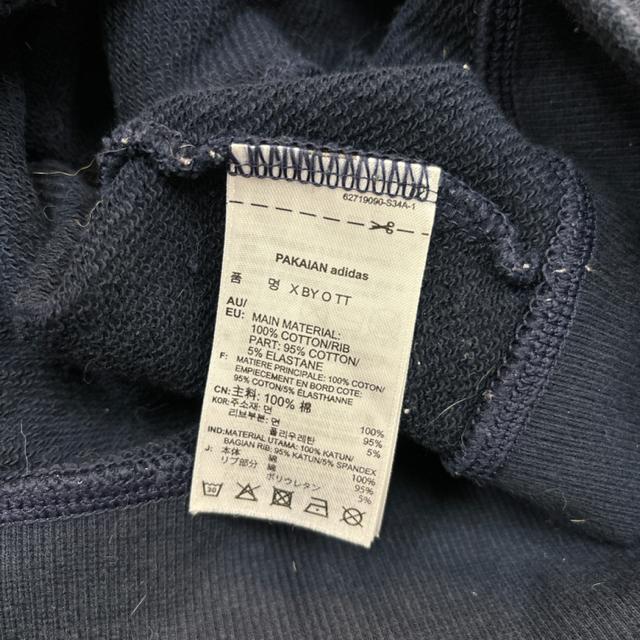 62719090-S34A-1
PAKAIAN adidas
품 명 X BY O TT
AU/
EU: MAIN MATERIAL:
100% COTTON/RIB
PART: 95% COTTON/
5% ELASTANE
F: MATIERE PRINCIPALE: 100% COTON/
EMPIECEMENT EN BORD COTE:
95% COTON/5% ELASTHANNE
CN: 主料: 100% 棉
KOR: 주소재: 면 100%
리브부분: 면 95%
폴리우레탄 5%
IND: MATERIAL UTAMA: 100% KATUN/
BAGIAN RIB: 95% KATUN/5% SPANDEX
J: 本体 綿 100%
リブ部分 綿 95%
ポリウレタン 5%
30